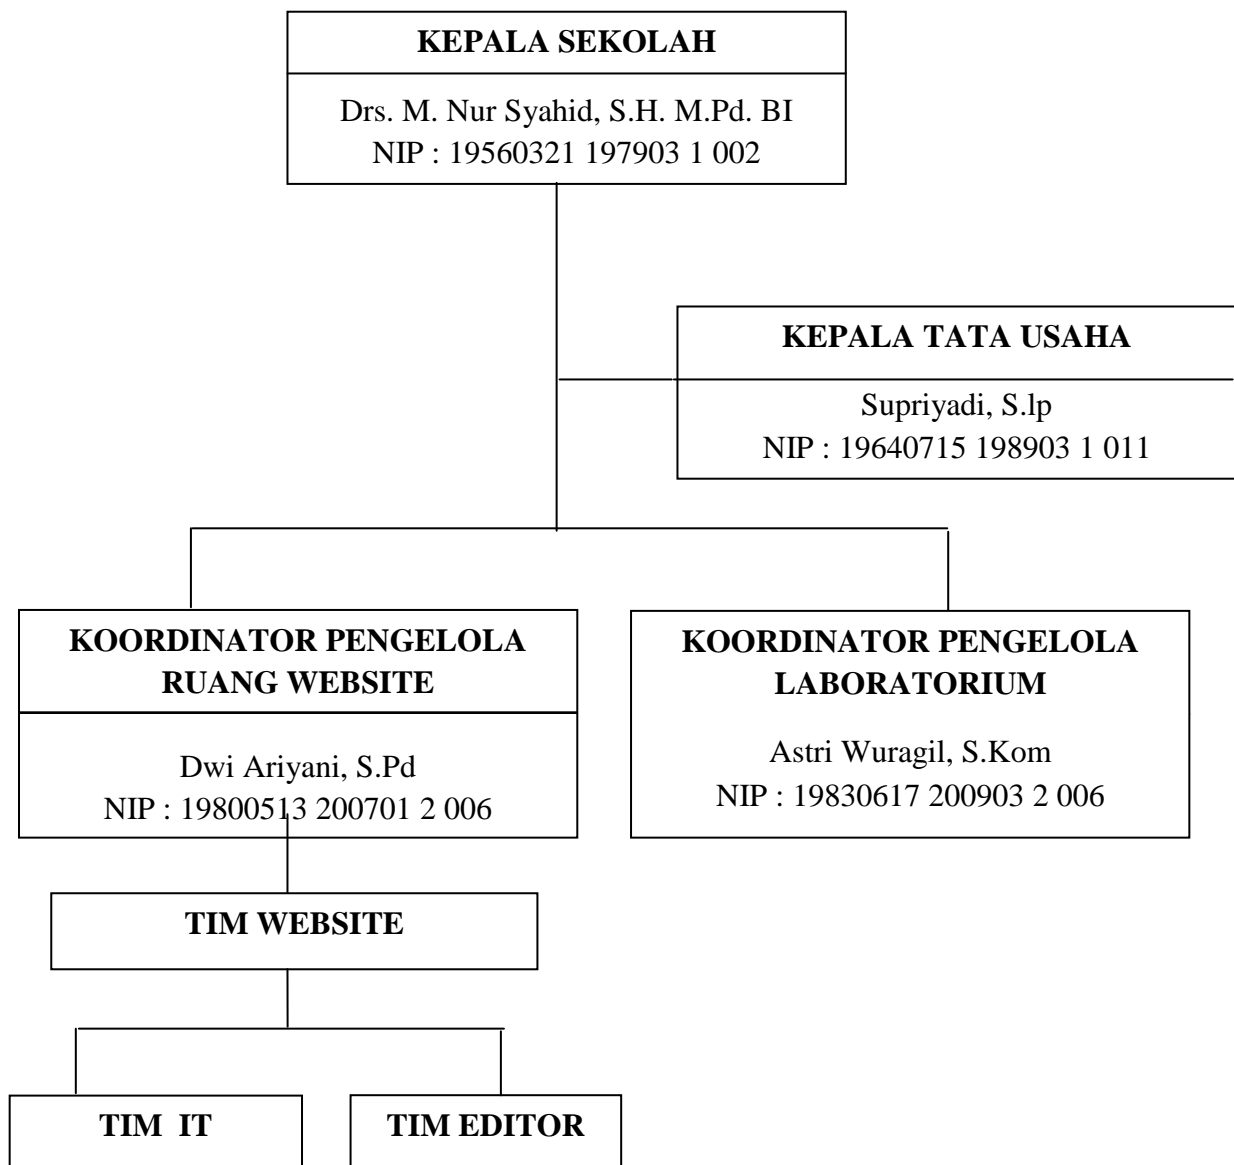 KEPALA SEKOLAH
Drs. M. Nur Syahid, S.H. M.Pd. BI
NIP : 19560321 197903 1 002
KEPALA TATA USAHA
Supriyadi, S.lp
NIP : 19640715 198903 1 011
KOORDINATOR PENGELOLA
RUANG WEBSITE
Dwi Ariyani, S.Pd
NIP : 19800513 200701 2 006
KOORDINATOR PENGELOLA
LABORATORIUM
Astri Wuragil, S.Kom
NIP : 19830617 200903 2 006
TIM WEBSITE
TIM IT
TIM EDITOR